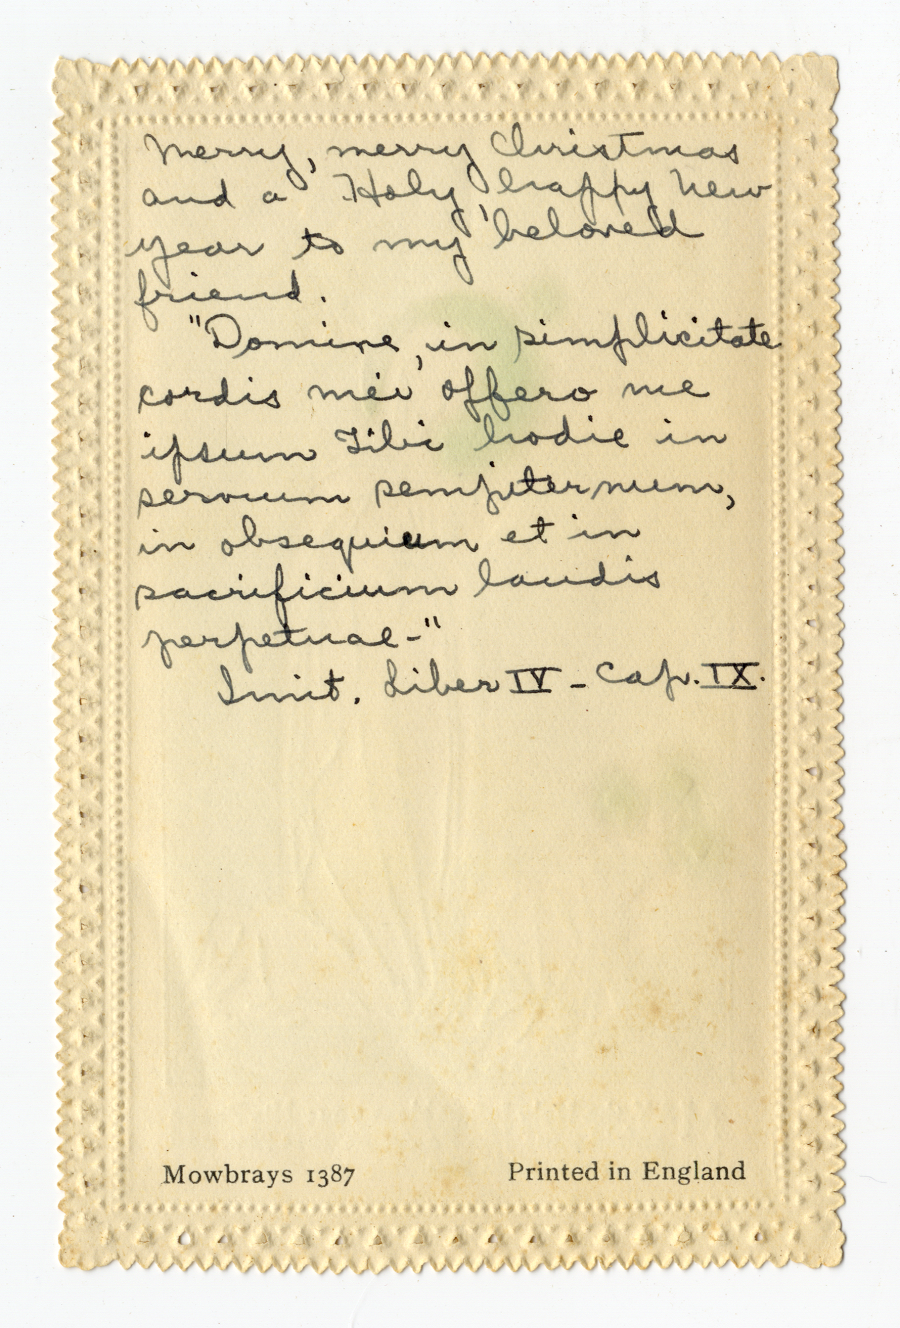 Merry, merry Christmas
and a Holy, happy New
year to my beloved
friend.
"Domine, in simplicitate
cordis mei offero me
ipsum Tibi hodie in
servum sempiternum,
in obsequium et in
sacrificium laudis
perpetuae-"
Imit. Liber IV - Cap. IX.
Mowbrays 1387
Printed in England